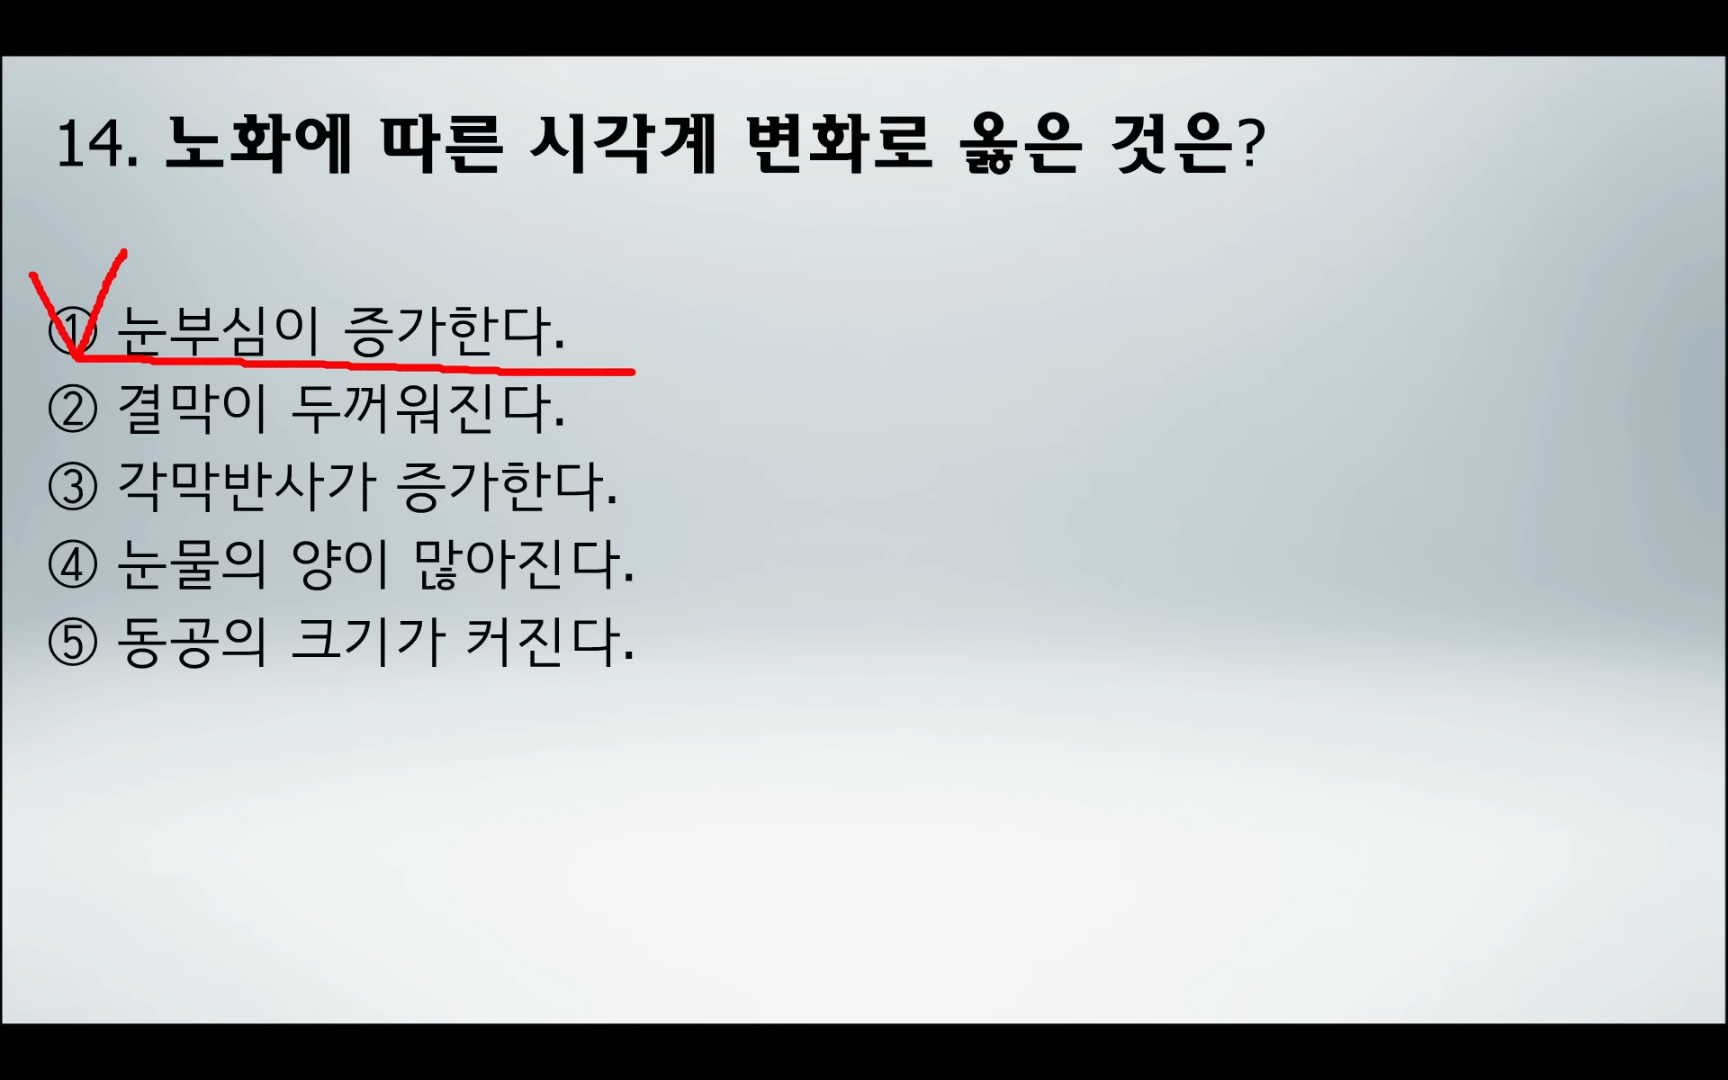 14. 노화에 따른 시각계 변화로 옳은 것은?
① 눈부심이 증가한다.
② 결막이 두꺼워진다.
③ 각막반사가 증가한다.
④ 눈물의 양이 많아진다.
⑤ 동공의 크기가 커진다.